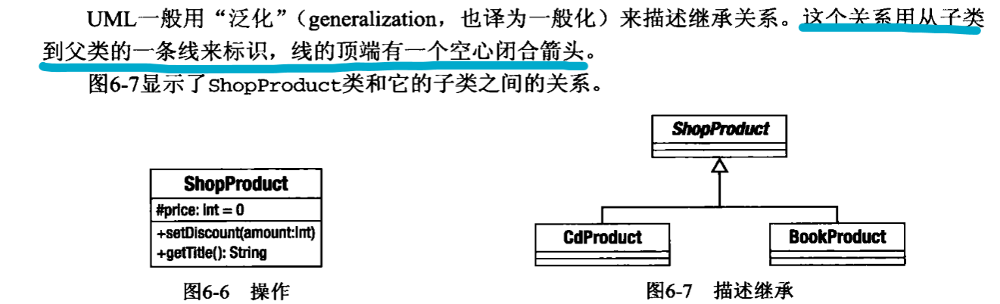 UML一般用“泛化”（generalization，也译为一般化）来描述继承关系。这个关系用从子类
到父类的一条线来标识，线的顶端有一个空心闭合箭头。
图6-7显示了ShopProduct类和它的子类之间的关系。
ShopProduct
#price: int = 0
+setDiscount(amount:int)
+getTitle(): String
图6-6 操作
ShopProduct
CdProduct
BookProduct
图6-7 描述继承